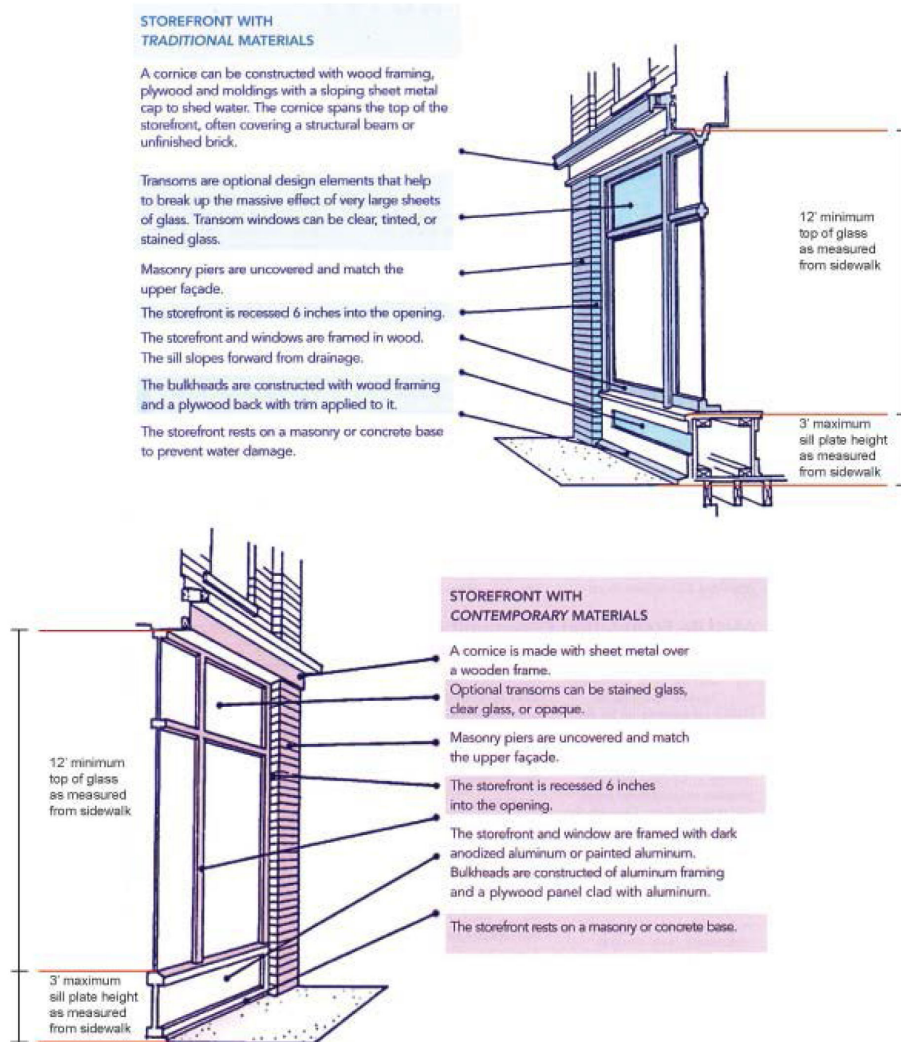 STOREFRONT WITH
TRADITIONAL MATERIALS
A cornice can be constructed with wood framing,
plywood and moldings with a sloping sheet metal
cap to shed water. The cornice spans the top of the
storefront, often covering a structural beam or
unfinished brick.
Transoms are optional design elements that help
to break up the massive effect of very large sheets
of glass. Transom windows can be clear, tinted, or
stained glass.
Masonry piers are uncovered and match the
upper façade.
The storefront is recessed 6 inches into the opening.
The storefront and windows are framed in wood.
The sill slopes forward from drainage.
The bulkheads are constructed with wood framing
and a plywood back with trim applied to it.
The storefront rests on a masonry or concrete base
to prevent water damage.
12' minimum
top of glass
as measured
from sidewalk
3' maximum
sill plate height
as measured
from sidewalk
12' minimum
top of glass
as measured
from sidewalk
3' maximum
sill plate height
as measured
from sidewalk
STOREFRONT WITH
CONTEMPORARY MATERIALS
A cornice is made with sheet metal over
a wooden frame.
Optional transoms can be stained glass,
clear glass, or opaque.
Masonry piers are uncovered and match
the upper façade.
The storefront is recessed 6 inches
into the opening.
The storefront and window are framed with dark
anodized aluminum or painted aluminum.
Bulkheads are constructed of aluminum framing
and a plywood panel clad with aluminum.
The storefront rests on a masonry or concrete base.